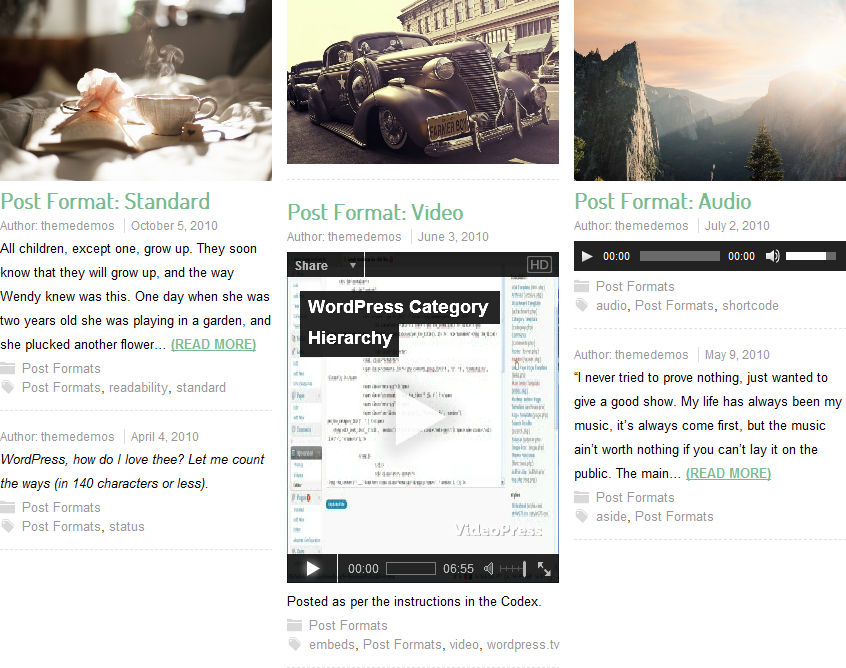 Post Format: Standard
Author: themedemos October 5, 2010
All children, except one, grow up. They soon
know that they will grow up, and the way
Wendy knew was this. One day when she was
two years old she was playing in a garden, and
she plucked another flower… (READ MORE)
Post Formats
Post Formats, readability, standard
Author: themedemos April 4, 2010
WordPress, how do I love thee? Let me count
the ways (in 140 characters or less).
Post Formats
Post Formats, status
BARKER BOY
Post Format: Video
Author: themedemos June 3, 2010
Share HD
WordPress Category
Hierarchy
VideoPress
00:00 06:55
Posted as per the instructions in the Codex.
Post Formats
embeds, Post Formats, video, wordpress.tv
Post Format: Audio
Author: themedemos July 2, 2010
00:00 00:00
Post Formats
audio, Post Formats, shortcode
Author: themedemos May 9, 2010
“I never tried to prove nothing, just wanted to
give a good show. My life has always been my
music, it’s always come first, but the music
ain’t worth nothing if you can’t lay it on the
public. The main… (READ MORE)
Post Formats
aside, Post Formats